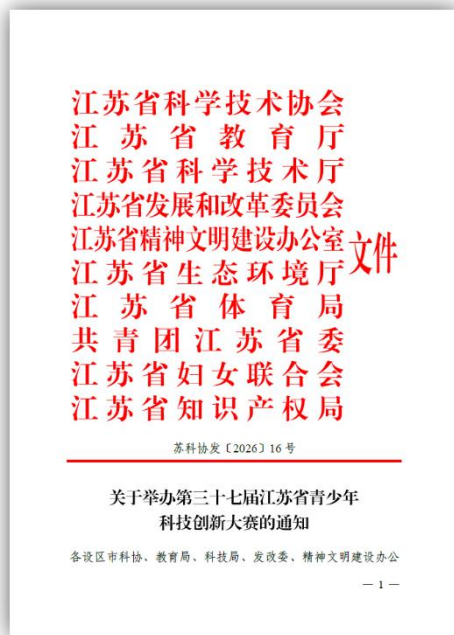 江苏省科学技术协会
江苏省教育厅
江苏省科学技术厅
江苏省发展和改革委员会
江苏省精神文明建设办公室
文件
江苏省生态环境厅
江苏省体育局
共青团江苏省委
江苏省妇女联合会
江苏省知识产权局
苏科协发〔2026〕16号
关于举办第三十七届江苏省青少年
科技创新大赛的通知
各设区市科协、教育局、科技局、发改委、精神文明建设办公
— 1 —